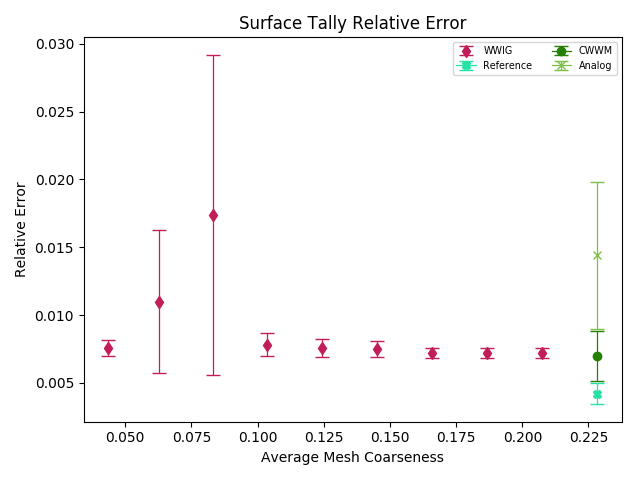 Surface Tally Relative Error
WWIG
CWWM
Reference
Analog
0.030
0.025
0.020
0.015
0.010
0.005
Relative Error
0.050
0.075
0.100
0.125
0.150
0.175
0.200
0.225
Average Mesh Coarseness